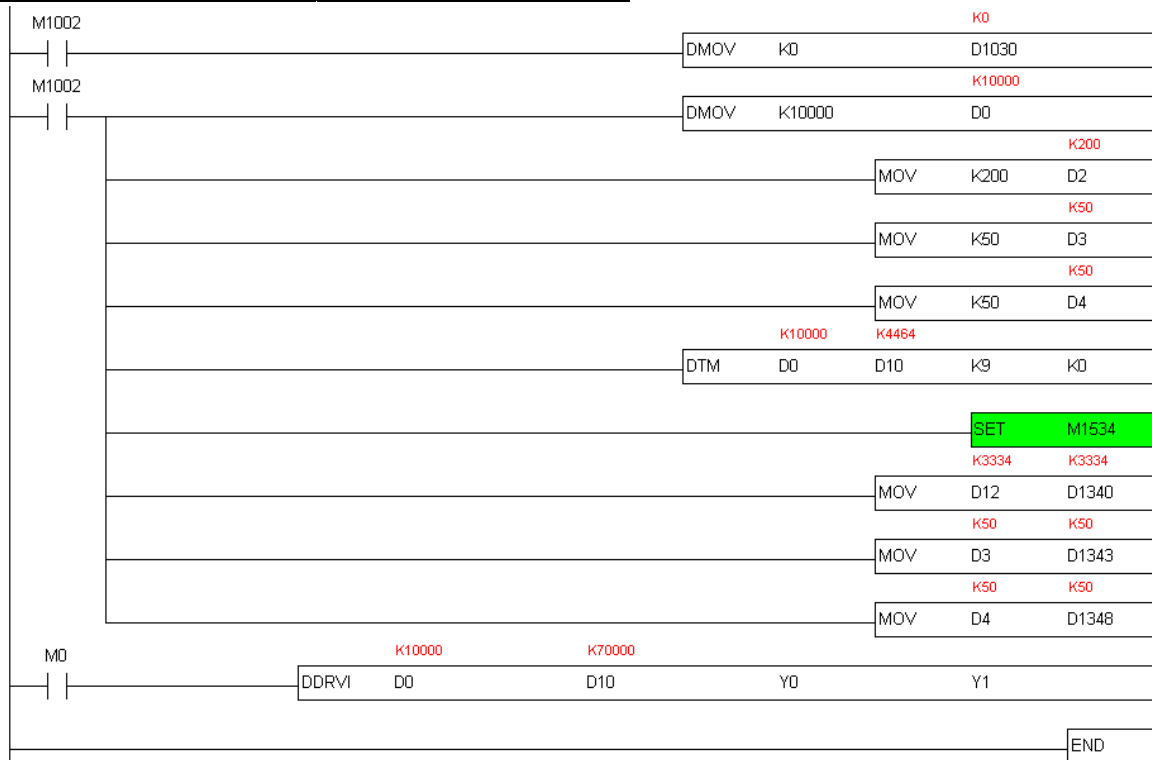 M1002
K0
DMOV K0 D1030
M1002
K10000
DMOV K10000 D0
K200
MOV K200 D2
K50
MOV K50 D3
K50
MOV K50 D4
K10000 K4464
DTM D0 D10 K9 K0
SET M1534
K3334 K3334
MOV D12 D1340
K50 K50
MOV D3 D1343
K50 K50
MOV D4 D1348
M0
K10000 K70000
DDRVI D0 D10 Y0 Y1
END